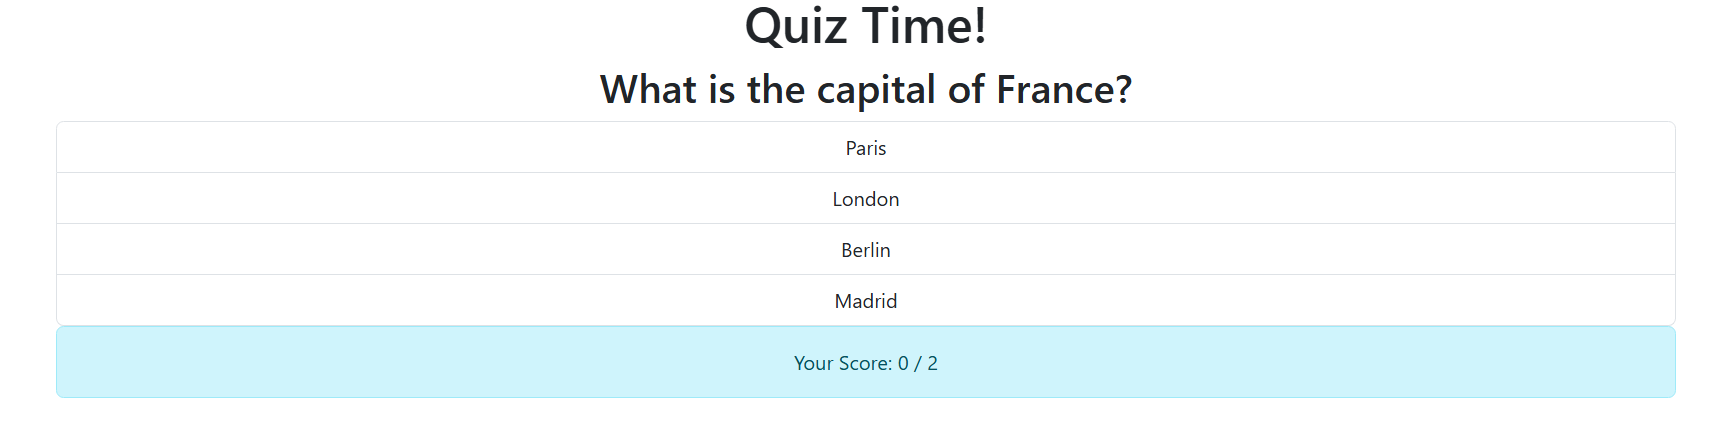 Quiz Time!
What is the capital of France?
Paris
London
Berlin
Madrid
Your Score: 0 / 2